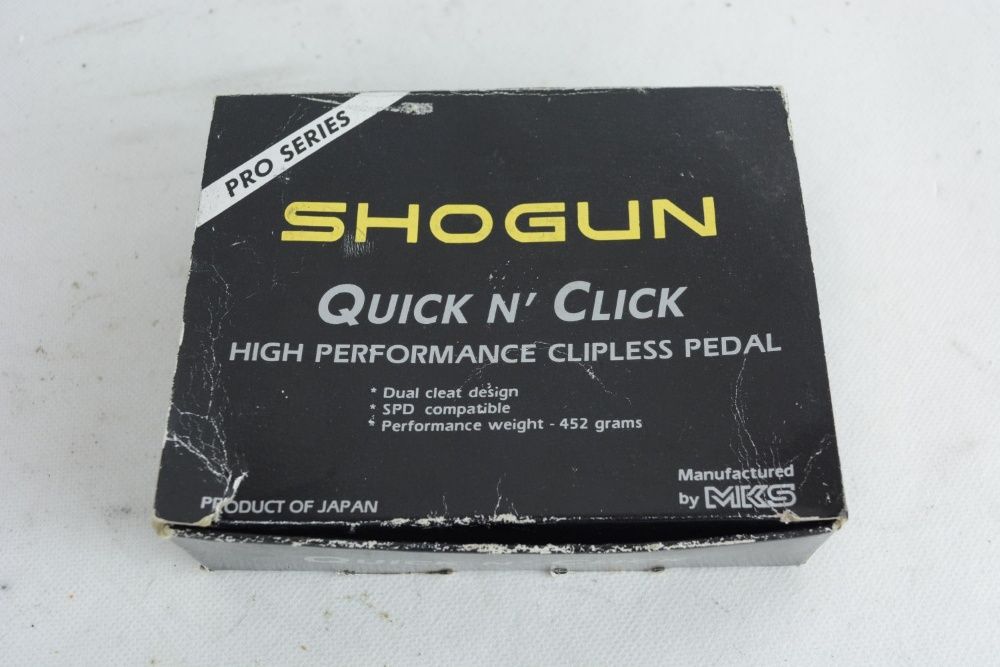 PRO SERIES
SHOGUN
QUICK N' CLICK
HIGH PERFORMANCE CLIPLESS PEDAL
* Dual cleat design
* SPD compatible
* Performance weight - 452 grams
Manufactured
by MKS
PRODUCT OF JAPAN